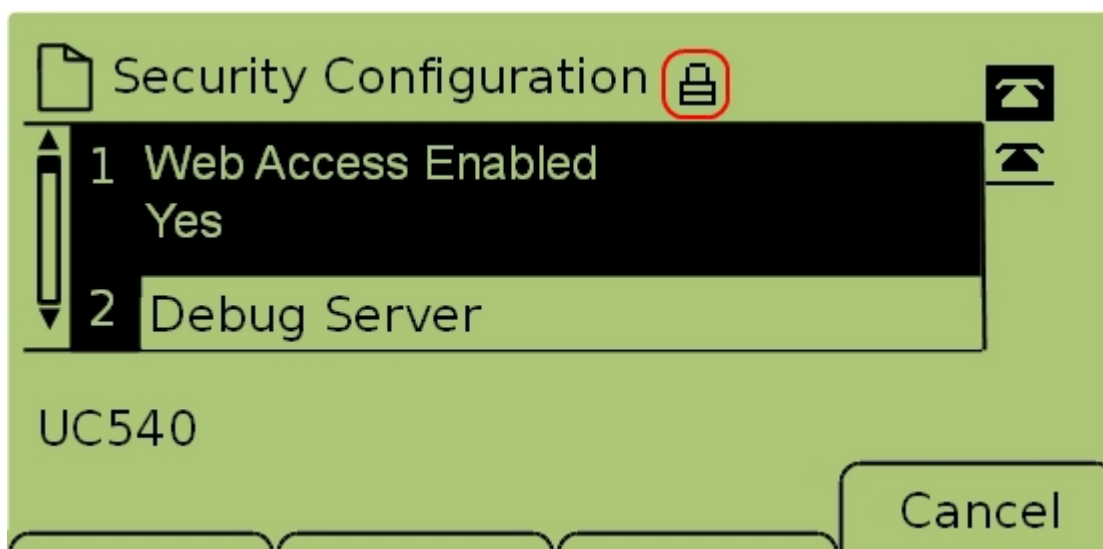 Security Configuration
1 Web Access Enabled
Yes
2 Debug Server
UC540
Cancel